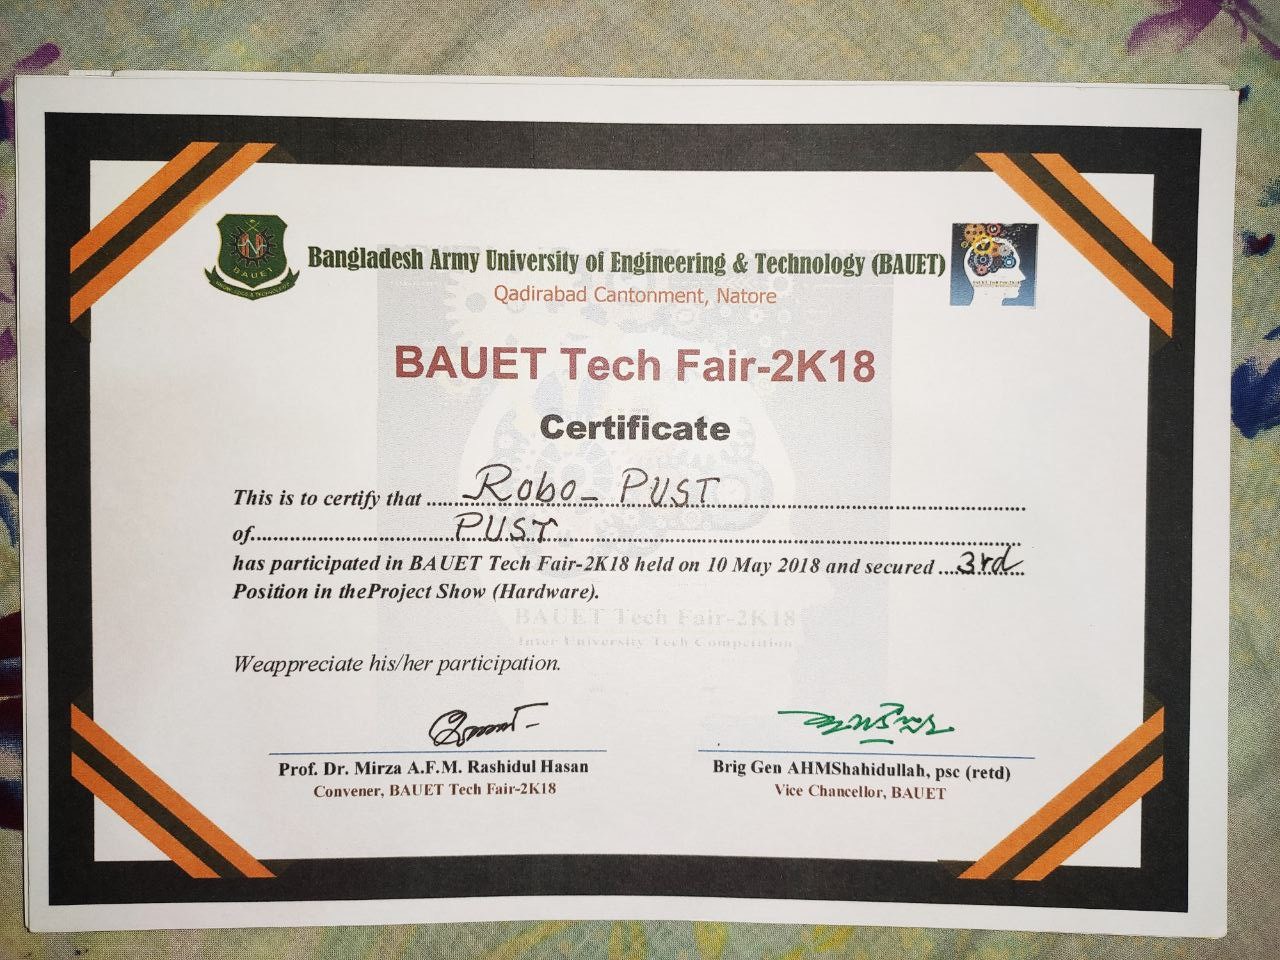 BAUET
Bangladesh Army University of Engineering & Technology (BAUET)
Qadirabad Cantonment, Natore
BAUET Tech Fair-2K18
Certificate
This is to certify that ...... Robo-PUST ......
of...... PUST ......
has participated in BAUET Tech Fair-2K18 held on 10 May 2018 and secured .... 3rd ....
Position in theProject Show (Hardware).
BAUET Tech Fair-2K18
Inter University Tech Competition
Weappreciate his/her participation.
Prof. Dr. Mirza A.F.M. Rashidul Hasan
Convener, BAUET Tech Fair-2K18
Brig Gen AHMShahidullah, psc (retd)
Vice Chancellor, BAUET